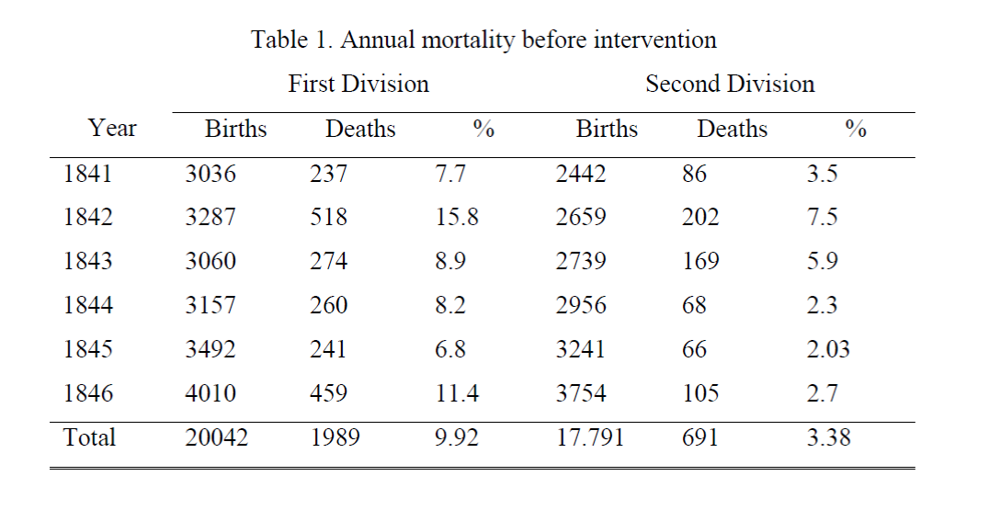 Table 1. Annual mortality before intervention
First Division Second Division
Year Births Deaths % Births Deaths %
1841 3036 237 7.7 2442 86 3.5
1842 3287 518 15.8 2659 202 7.5
1843 3060 274 8.9 2739 169 5.9
1844 3157 260 8.2 2956 68 2.3
1845 3492 241 6.8 3241 66 2.03
1846 4010 459 11.4 3754 105 2.7
Total 20042 1989 9.92 17.791 691 3.38